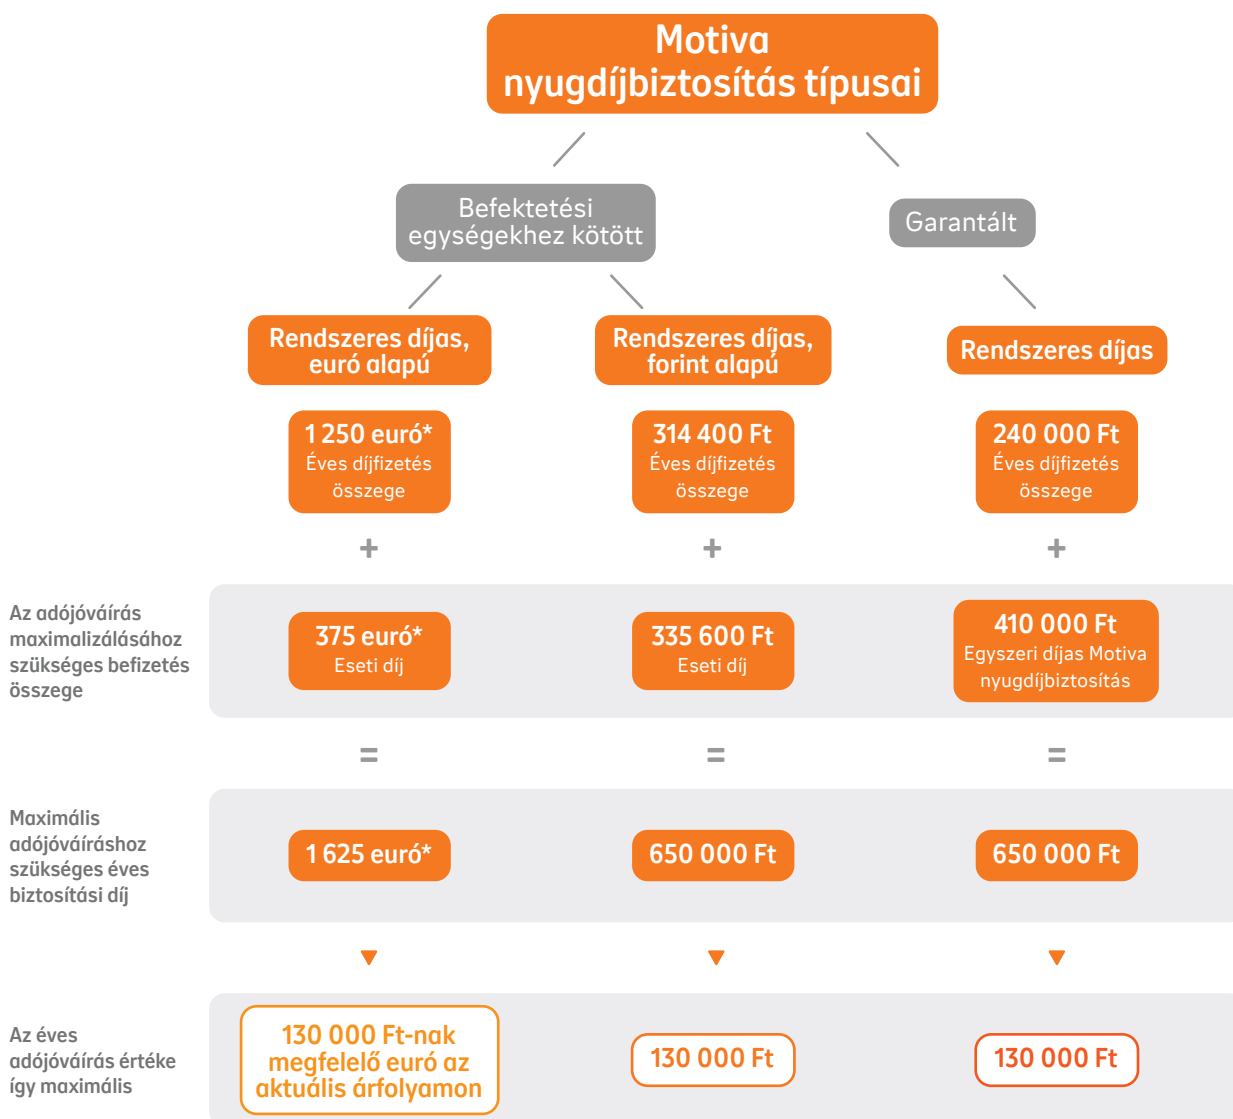 Motiva
nyugdíjbiztosítás típusai
Befektetési
egységekhez kötött
Garantált
Rendszeres díjas,
euró alapú
Rendszeres díjas,
forint alapú
Rendszeres díjas
1 250 euró*
Éves díjfizetés
összege
314 400 Ft
Éves díjfizetés
összege
240 000 Ft
Éves díjfizetés
összege
+
+
+
Az adójóváírás
maximalizálásához
szükséges befizetés
összege
375 euró*
Eseti díj
335 600 Ft
Eseti díj
410 000 Ft
Egyszeri díjas Motiva
nyugdíjbiztosítás
=
=
=
Maximális
adójóváíráshoz
szükséges éves
biztosítási díj
1 625 euró*
650 000 Ft
650 000 Ft
Az éves
adójóváírás értéke
így maximális
130 000 Ft-nak
megfelelő euró az
aktuális árfolyamon
130 000 Ft
130 000 Ft